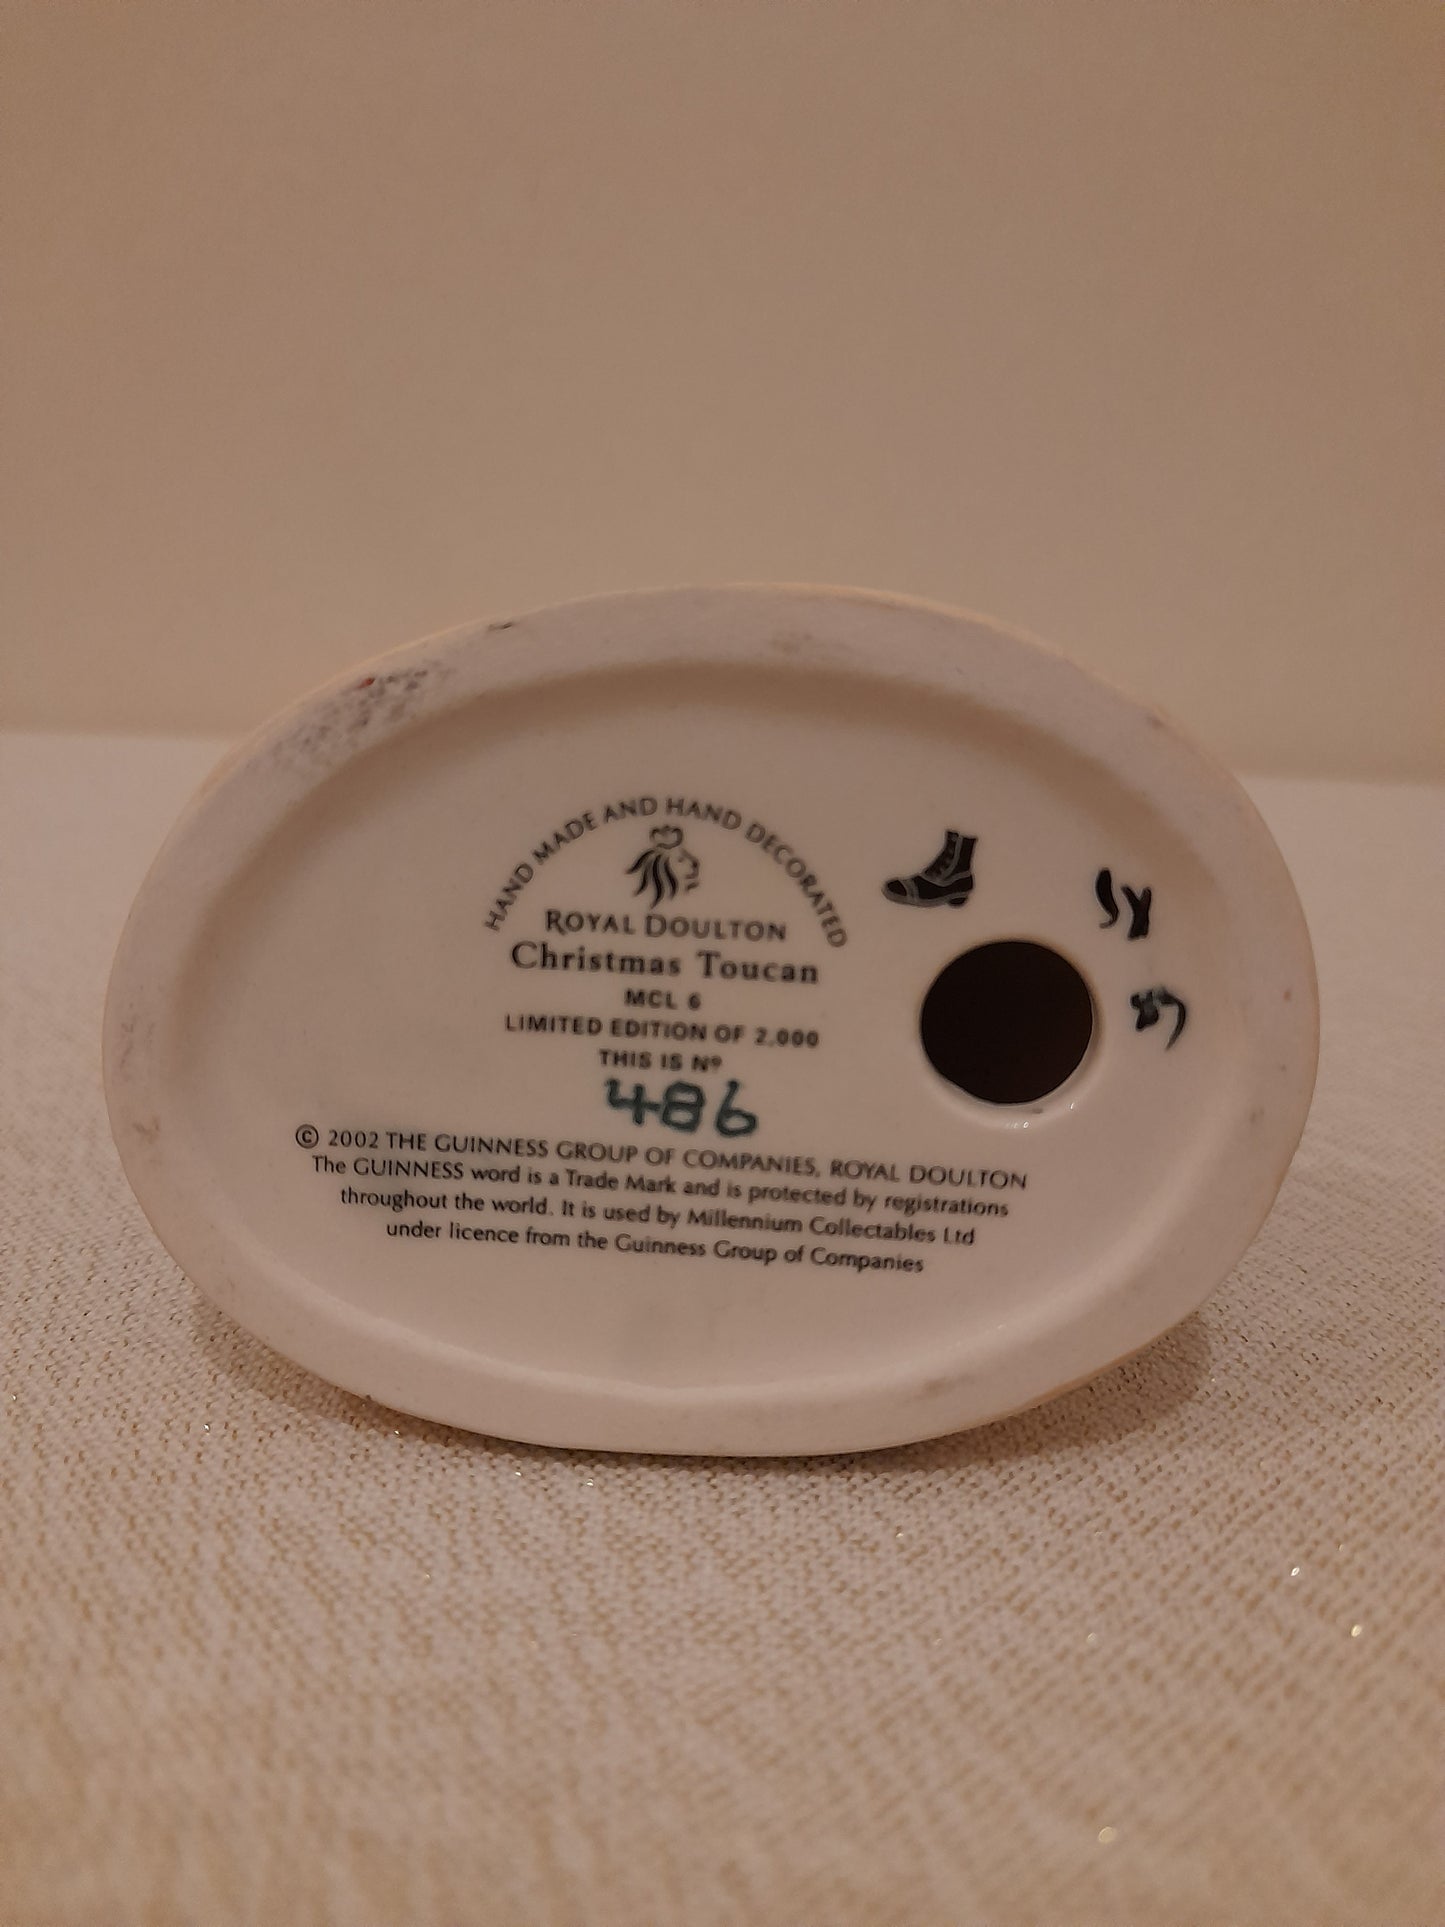 HAND MADE AND HAND DECORATED
ROYAL DOULTON
Christmas Toucan
MCL 6
LIMITED EDITION OF 2,000
THIS IS Nº
486
© 2002 THE GUINNESS GROUP OF COMPANIES, ROYAL DOULTON
The GUINNESS word is a Trade Mark and is protected by registrations
throughout the world. It is used by Millennium Collectables Ltd
under licence from the Guinness Group of Companies